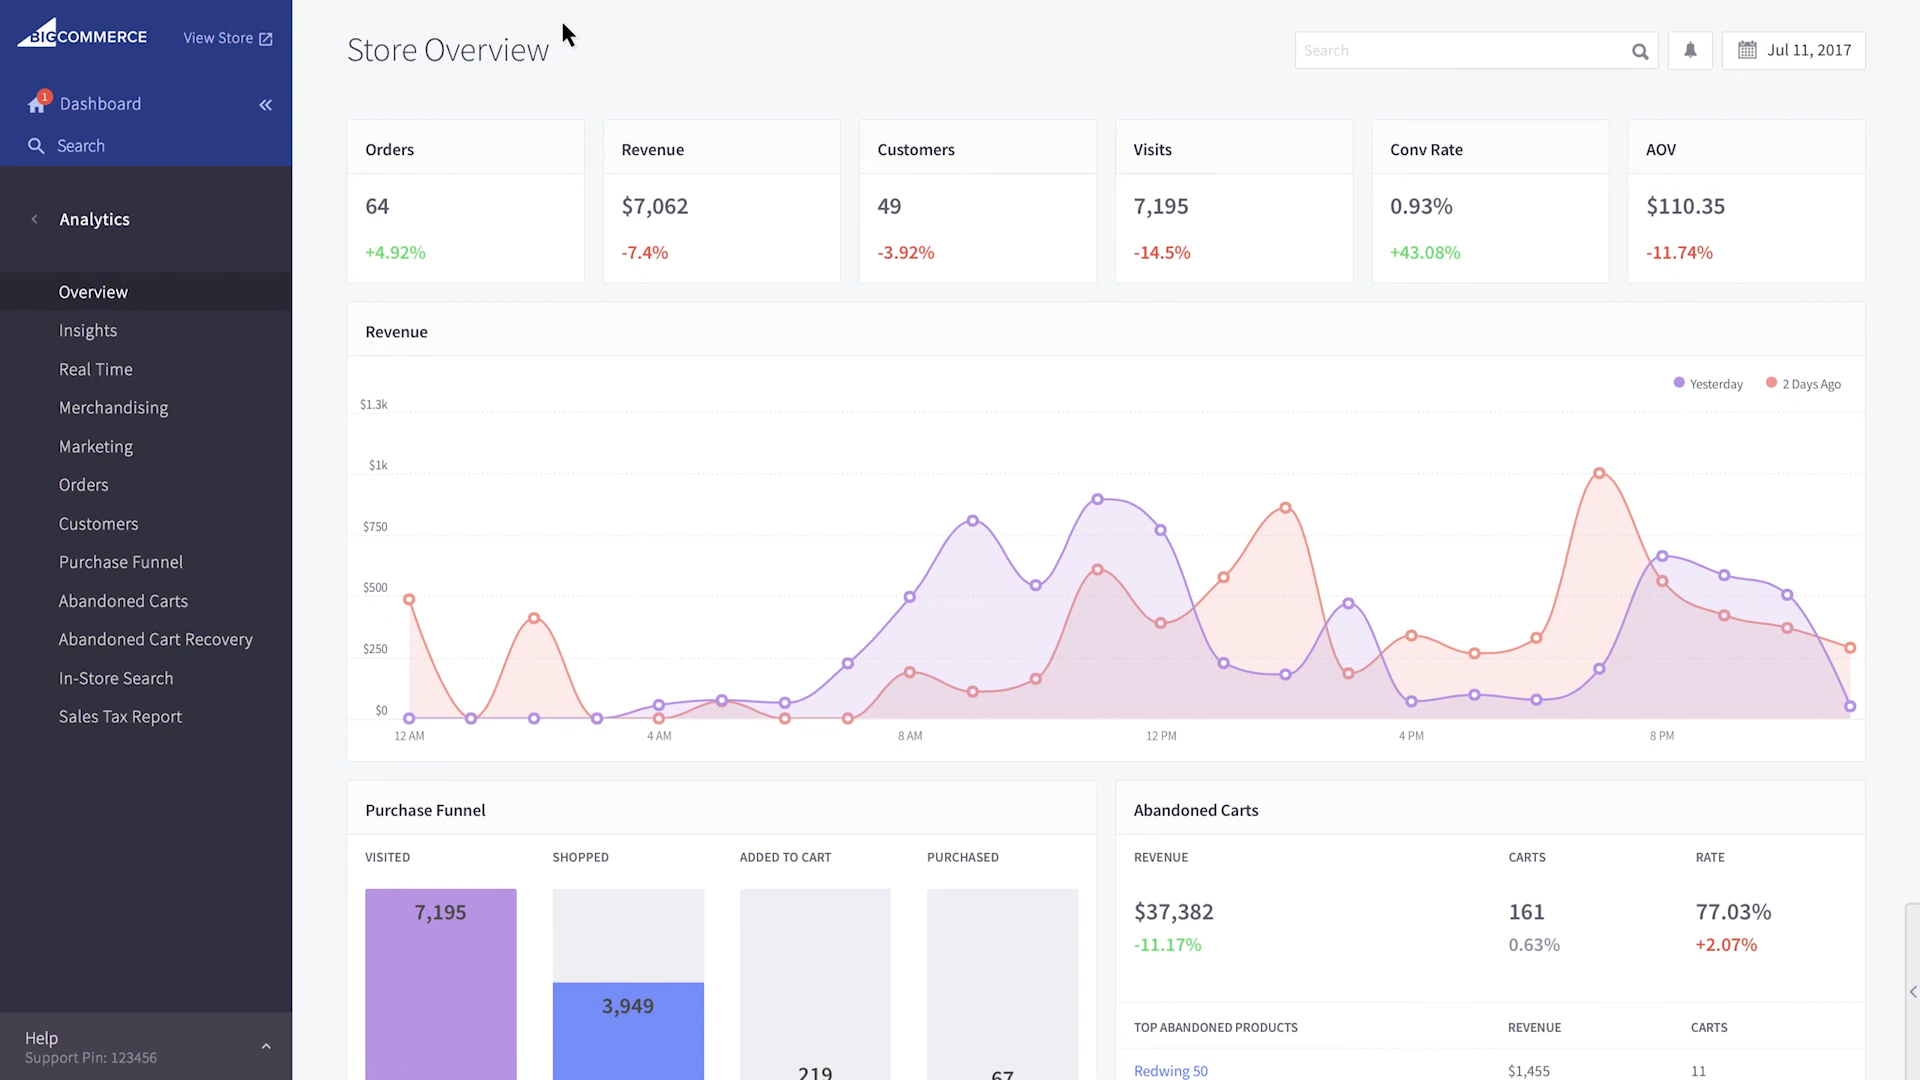 BIGCOMMERCE
View Store
1
Dashboard
Search
Analytics
Overview
Insights
Real Time
Merchandising
Marketing
Orders
Customers
Purchase Funnel
Abandoned Carts
Abandoned Cart Recovery
In-Store Search
Sales Tax Report
Help
Support Pin: 123456
Store Overview
Search
Jul 11, 2017
Orders
64
+4.92%
Revenue
$7,062
-7.4%
Customers
49
-3.92%
Visits
7,195
-14.5%
Conv Rate
0.93%
+43.08%
AOV
$110.35
-11.74%
Revenue
Yesterday 2 Days Ago
$1.3k
$1k
$750
$500
$250
$0
12 AM 4 AM 8 AM 12 PM 4 PM 8 PM
Purchase Funnel
VISITED SHOPPED ADDED TO CART PURCHASED
7,195
3,949
219
67
Abandoned Carts
REVENUE CARTS RATE
$37,382 161 77.03%
-11.17% 0.63% +2.07%
TOP ABANDONED PRODUCTS REVENUE CARTS
Redwing 50 $1,455 11